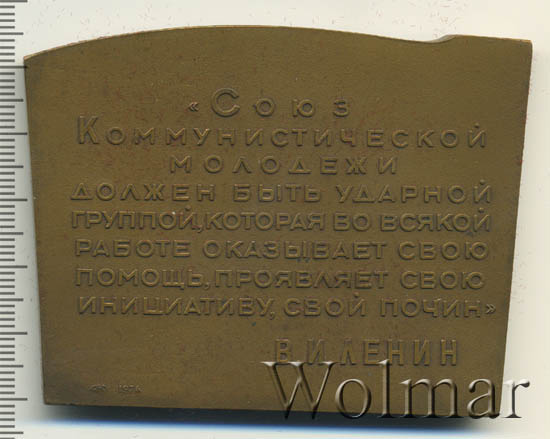 «Союз
Коммунистической
молодежи
должен быть ударной
группой, которая во всякой
работе оказывает свою
помощь, проявляет свою
инициативу, свой почин»
В.И.ЛЕНИН
Wolmar